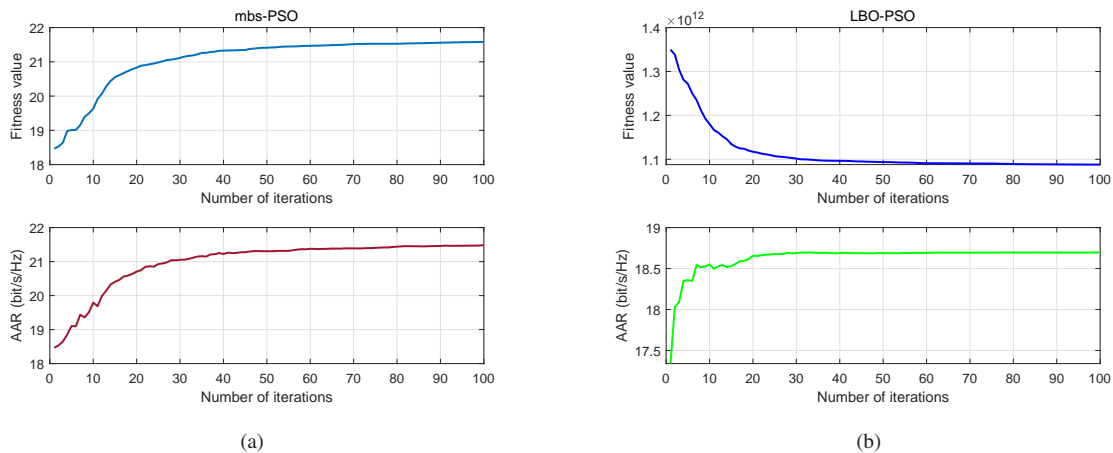 mbs-PSO
Fitness value
22
21
20
19
18
0 10 20 30 40 50 60 70 80 90 100
Number of iterations
AAR (bit/s/Hz)
22
21
20
19
18
0 10 20 30 40 50 60 70 80 90 100
Number of iterations
(a)
LBO-PSO
×10^12
Fitness value
1.4
1.3
1.2
1.1
0 10 20 30 40 50 60 70 80 90 100
Number of iterations
AAR (bit/s/Hz)
19
18.5
18
17.5
0 10 20 30 40 50 60 70 80 90 100
Number of iterations
(b)